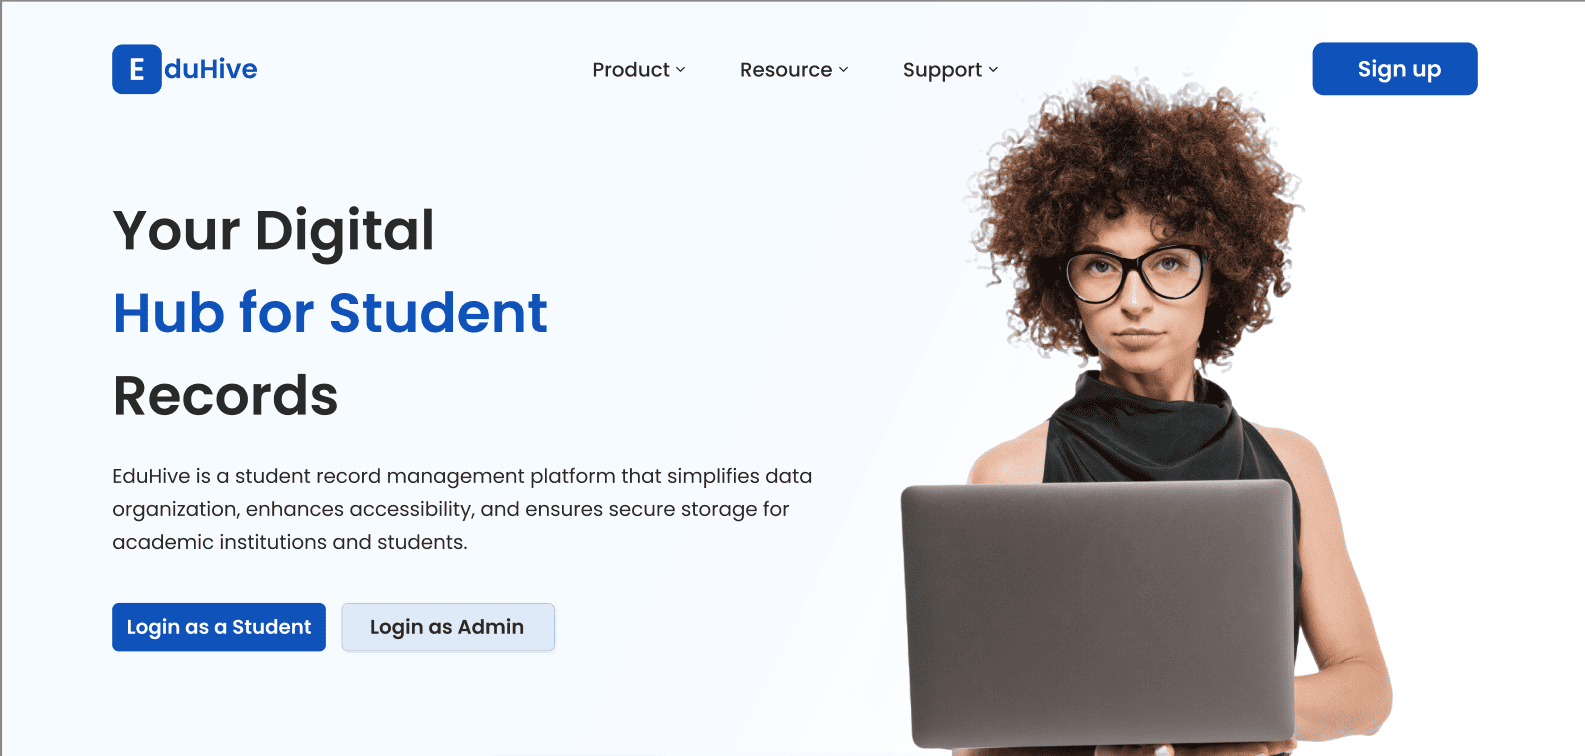 EduHive
Product
Resource
Support
Sign up
Your Digital
Hub for Student
Records
EduHive is a student record management platform that simplifies data
organization, enhances accessibility, and ensures secure storage for
academic institutions and students.
Login as a Student
Login as Admin